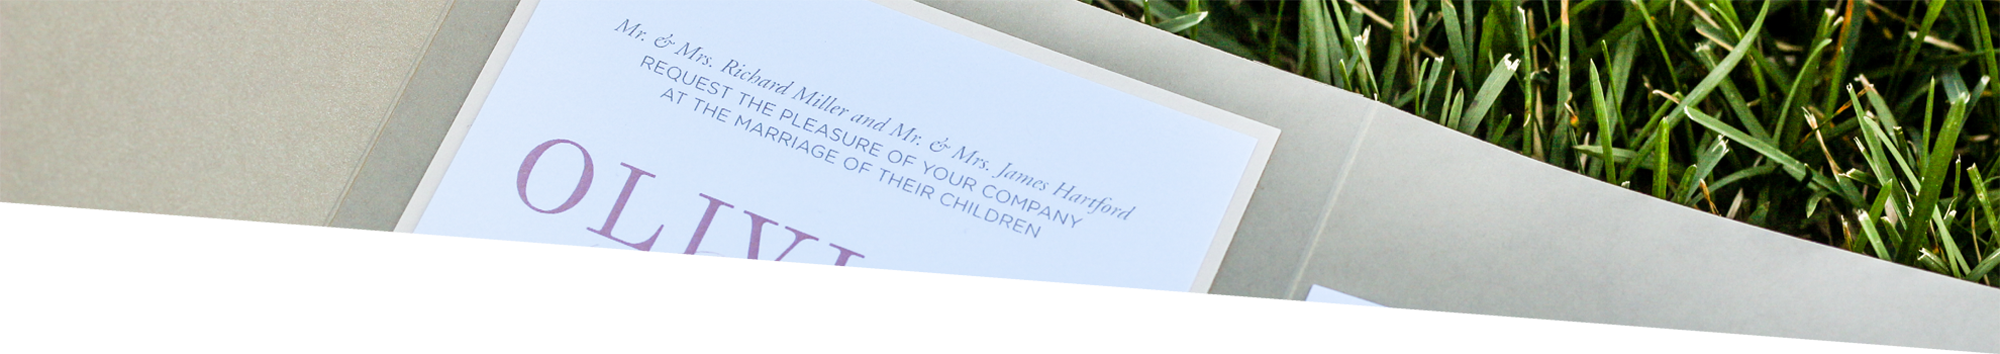 Mr. & Mrs. Richard Miller and Mr. & Mrs. James Hartford
REQUEST THE PLEASURE OF YOUR COMPANY
AT THE MARRIAGE OF THEIR CHILDREN
OLIVI